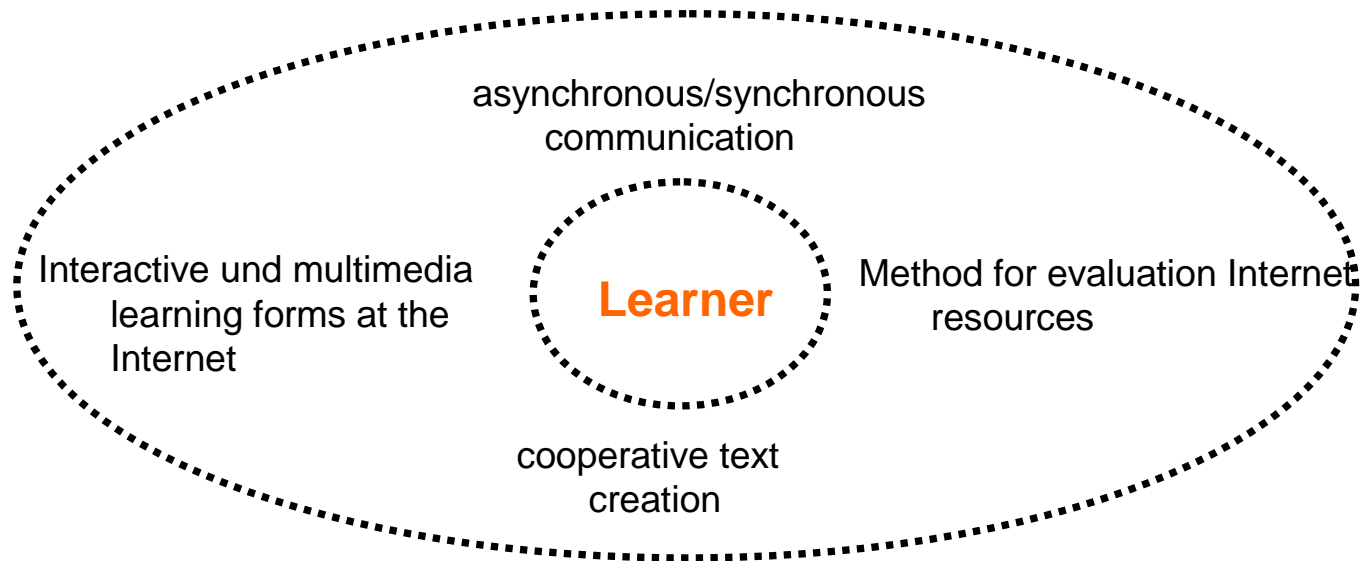 asynchronous/synchronous
communication
Interactive und multimedia
learning forms at the
Internet
Learner
Method for evaluation Internet
resources
cooperative text
creation